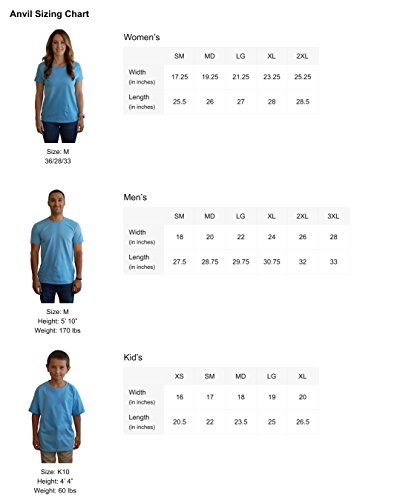 Anvil Sizing Chart
Women's
SM MD LG XL 2XL
Width
(in inches) 17.25 19.25 21.25 23.25 25.25
Length
(in inches) 25.5 26 27 28 28.5
Size: M
36/28/33
Men's
SM MD LG XL 2XL 3XL
Width
(in inches) 18 20 22 24 26 28
Length
(in inches) 27.5 28.75 29.75 30.75 32 33
Size: M
Height: 5' 10"
Weight: 170 lbs
Kid's
XS SM MD LG XL
Width
(in inches) 16 17 18 19 20
Length
(in inches) 20.5 22 23.5 25 26.5
Size: K10
Height: 4' 4"
Weight: 60 lbs